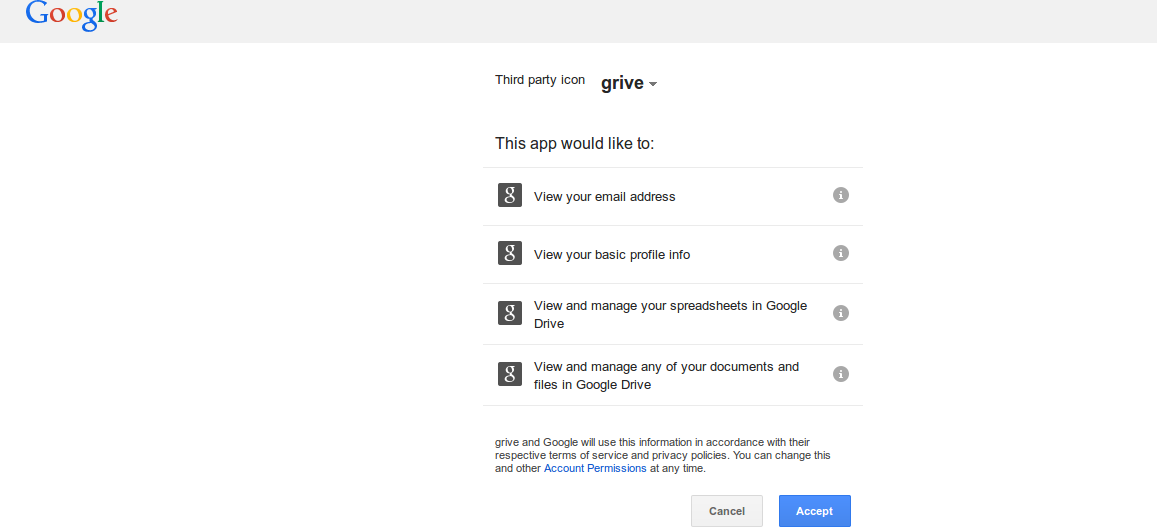 Google
Third party icon grive
This app would like to:
g View your email address i
g View your basic profile info i
g View and manage your spreadsheets in Google i
Drive
g View and manage any of your documents and i
files in Google Drive
grive and Google will use this information in accordance with their
respective terms of service and privacy policies. You can change this
and other Account Permissions at any time.
Cancel Accept